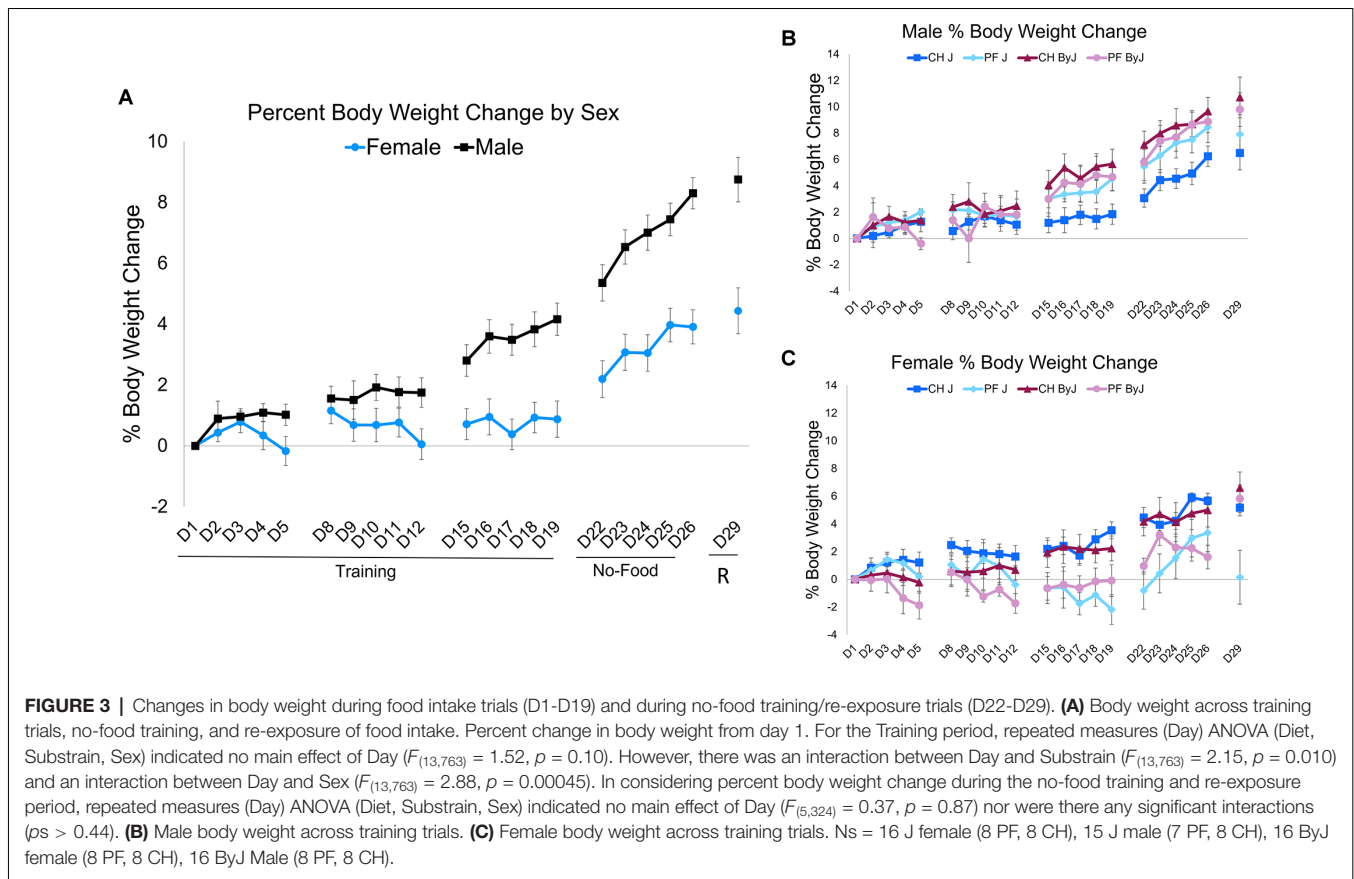 A
Percent Body Weight Change by Sex
Female Male
% Body Weight Change
10
8
6
4
2
0
-2
D1 D2 D3 D4 D5 D8 D9 D10 D11 D12 D15 D16 D17 D18 D19 D22 D23 D24 D25 D26 D29
Training No-Food R
B
Male % Body Weight Change
CH J PF J CH ByJ PF ByJ
% Body Weight Change
14
12
10
8
6
4
2
0
-2
-4
D1 D2 D3 D4 D5 D8 D9 D10 D11 D12 D15 D16 D17 D18 D19 D22 D23 D24 D25 D26 D29
C
Female % Body Weight Change
CH J PF J CH ByJ PF ByJ
% Body Weight Change
14
12
10
8
6
4
2
0
-2
-4
D1 D2 D3 D4 D5 D8 D9 D10 D11 D12 D15 D16 D17 D18 D19 D22 D23 D24 D25 D26 D29
FIGURE 3 | Changes in body weight during food intake trials (D1-D19) and during no-food training/re-exposure trials (D22-D29). (A) Body weight across training
trials, no-food training, and re-exposure of food intake. Percent change in body weight from day 1. For the Training period, repeated measures (Day) ANOVA (Diet,
Substrain, Sex) indicated no main effect of Day (F(13,763) = 1.52, p = 0.10). However, there was an interaction between Day and Substrain (F(13,763) = 2.15, p = 0.010)
and an interaction between Day and Sex (F(13,763) = 2.88, p = 0.00045). In considering percent body weight change during the no-food training and re-exposure
period, repeated measures (Day) ANOVA (Diet, Substrain, Sex) indicated no main effect of Day (F(5,324) = 0.37, p = 0.87) nor were there any significant interactions
(ps > 0.44). (B) Male body weight across training trials. (C) Female body weight across training trials. Ns = 16 J female (8 PF, 8 CH), 15 J male (7 PF, 8 CH), 16 ByJ
female (8 PF, 8 CH), 16 ByJ Male (8 PF, 8 CH).